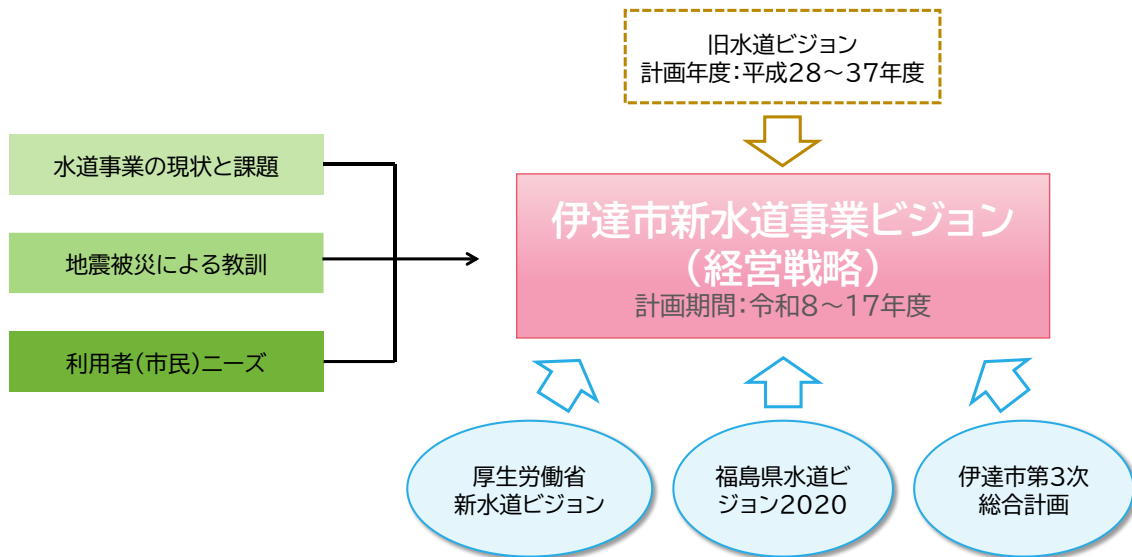 旧水道ビジョン
計画年度:平成28～37年度
水道事業の現状と課題
地震被災による教訓
利用者(市民)ニーズ
伊達市新水道事業ビジョン
(経営戦略)
計画期間:令和8～17年度
厚生労働省
新水道ビジョン
福島県水道ビ
ジョン2020
伊達市第3次
総合計画